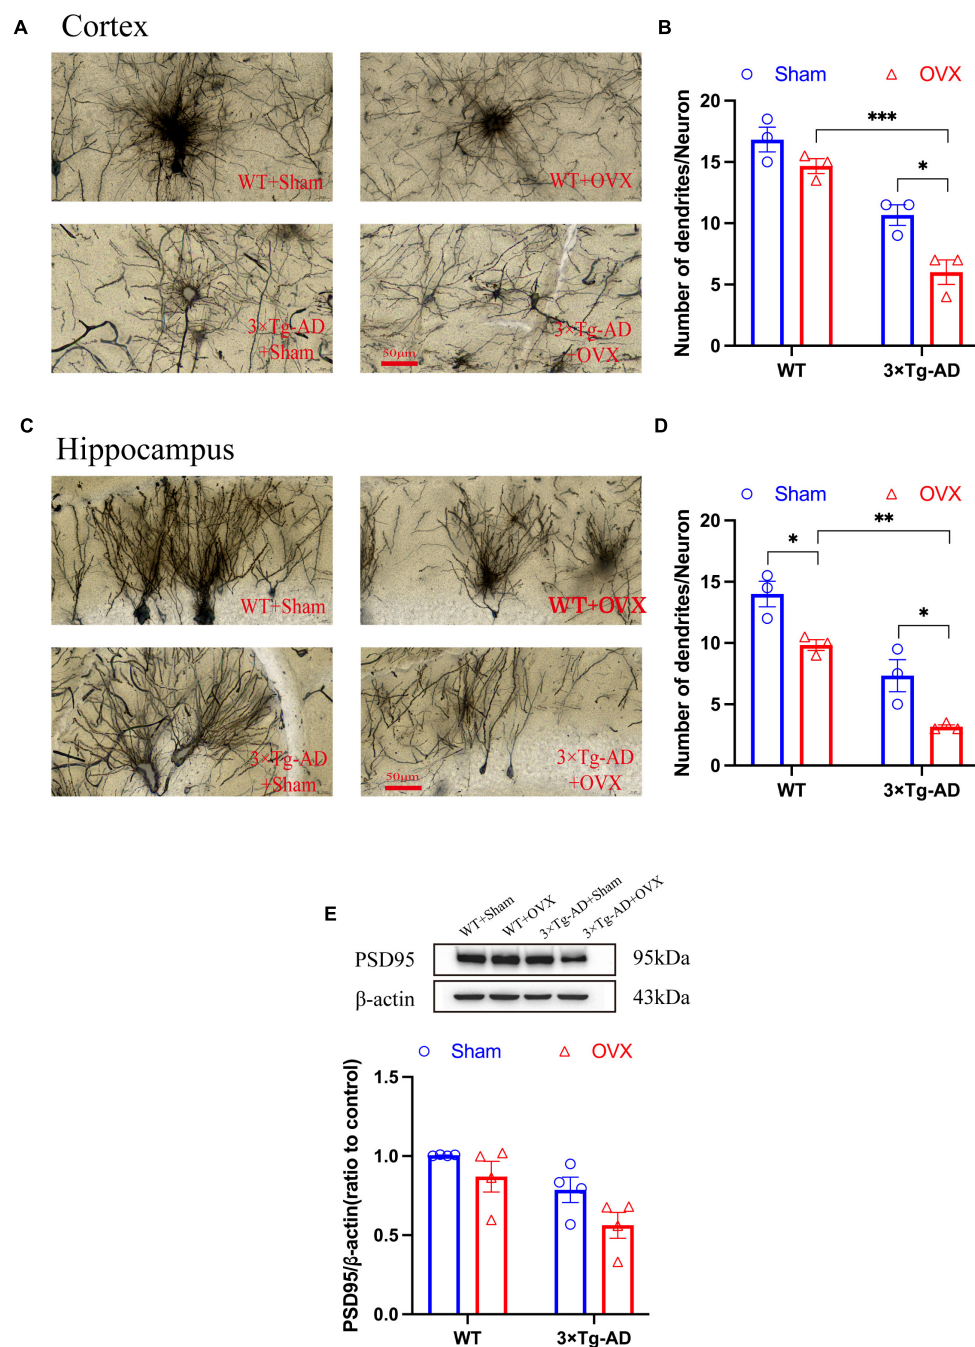 A
Cortex
WT+Sham
WT+OVX
3×Tg-AD
+Sham
3×Tg-AD
+OVX
50μm
B
Sham
OVX
Number of dendrites/Neuron
20
15
10
5
0
***
*
WT
3×Tg-AD
C
Hippocampus
WT+Sham
WT+OVX
3×Tg-AD
+Sham
3×Tg-AD
+OVX
50μm
D
Sham
OVX
Number of dendrites/Neuron
20
15
10
5
0
*
**
*
WT
3×Tg-AD
E
WT+Sham
WT+OVX
3×Tg-AD+Sham
3×Tg-AD+OVX
PSD95
95kDa
β-actin
43kDa
Sham
OVX
PSD95/β-actin(ratio to control)
1.5
1.0
0.5
0.0
WT
3×Tg-AD